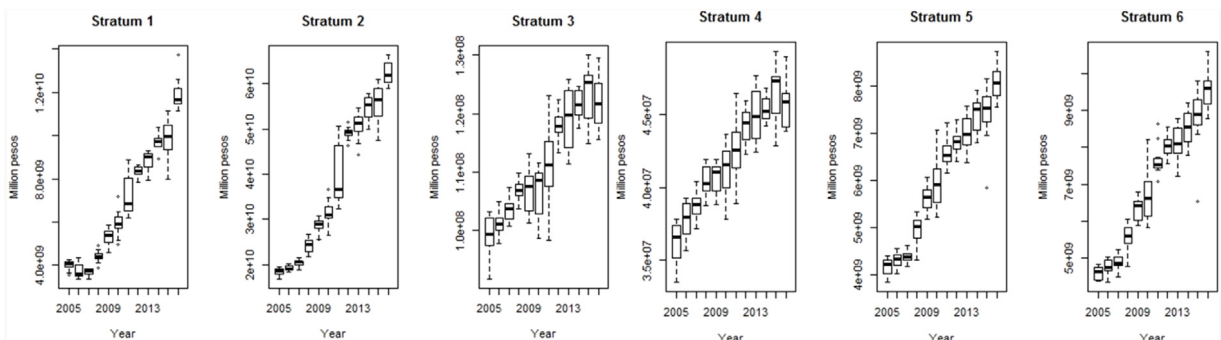 Stratum 1
Million pesos
1.2e+10
8.0e+09
4.0e+09
2005 2009 2013
Year
Stratum 2
Million pesos
6e+10
5e+10
4e+10
3e+10
2e+10
2005 2009 2013
Year
Stratum 3
Million pesos
1.3e+08
1.2e+08
1.1e+08
1.0e+08
2005 2009 2013
Year
Stratum 4
Million pesos
4.5e+07
4.0e+07
3.5e+07
2005 2009 2013
Year
Stratum 5
Million pesos
8e+09
7e+09
6e+09
5e+09
4e+09
2005 2009 2013
Year
Stratum 6
Million pesos
9e+09
7e+09
5e+09
2005 2009 2013
Year